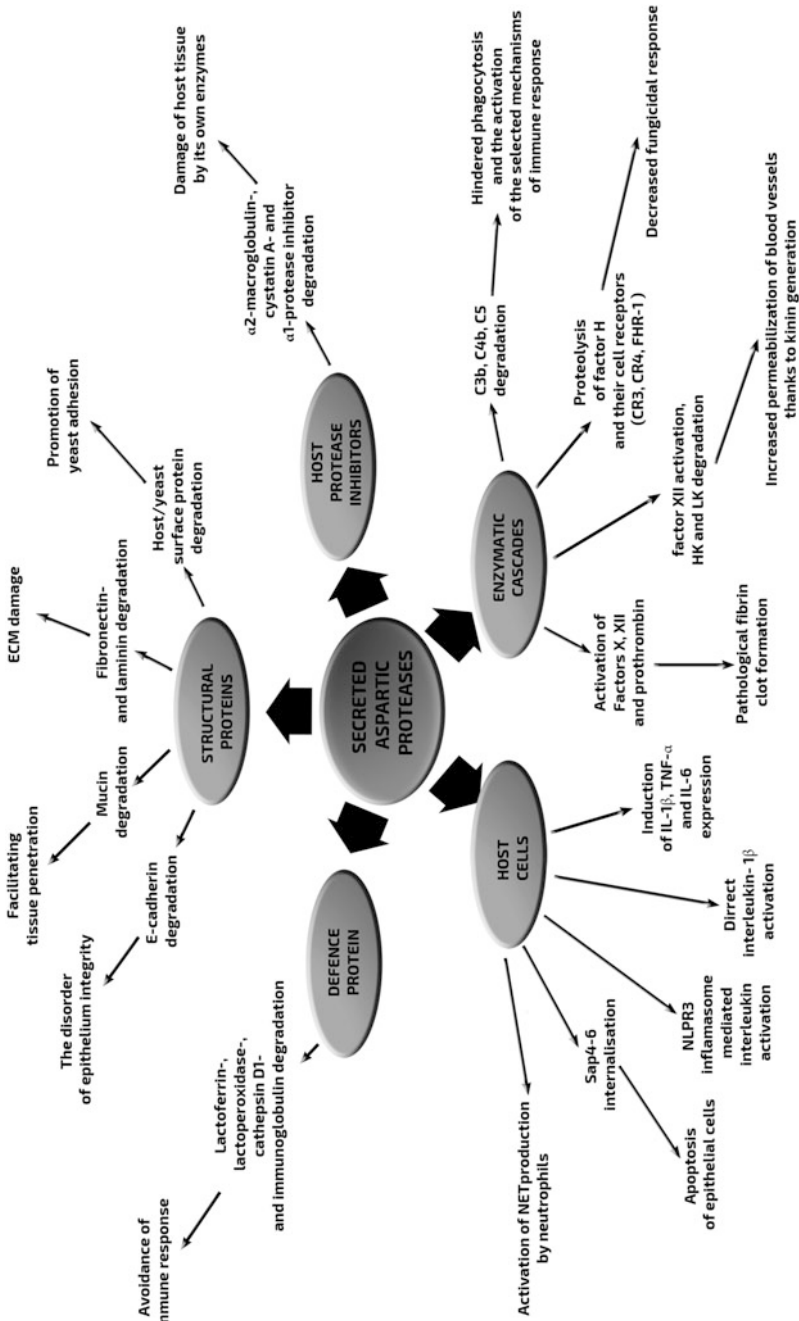 SECRETED
ASPARTIC
PROTEASES
STRUCTURAL
PROTEINS
E-cadherin
degradation
The disorder
of epithelium integrity
Mucin
degradation
Facilitating
tissue penetration
Fibronectin-
and laminin degradation
ECM damage
Host/yeast
surface protein
degradation
Promotion of
yeast adhesion
HOST
PROTEASE
INHIBITORS
α2-macroglobulin-,
cystatin A- and
α1-protease inhibitor
degradation
Damage of host tissue
by its own enzymes
ENZYMATIC
CASCADES
C3b, C4b, C5
degradation
Hindered phagocytosis
and the activation
of the selected mechanisms
of immune response
Proteolysis
of factor H
and their cell receptors
(CR3, CR4, FHR-1 )
Decreased fungicidal response
factor XII activation,
HK and LK degradation
Increased permeabilization of blood vessels
thanks to kinin generation
Activation of
Factors X, XII
and prothrombin
Pathological fibrin
clot formation
HOST
CELLS
Induction
of IL-1β, TNF-α
and IL-6
expression
Dirrect
interleukin- 1β
activation
NLPR3
inflamasome
mediated
interleukin
activation
Sap4-6
internalisation
Apoptosis
of epithelial cells
Activation of NETproduction
by neutrophils
DEFENCE
PROTEIN
Lactoferrin-,
lactoperoxidase-,
cathepsin D1-
and immunoglobulin degradation
Avoidance of
mmune response